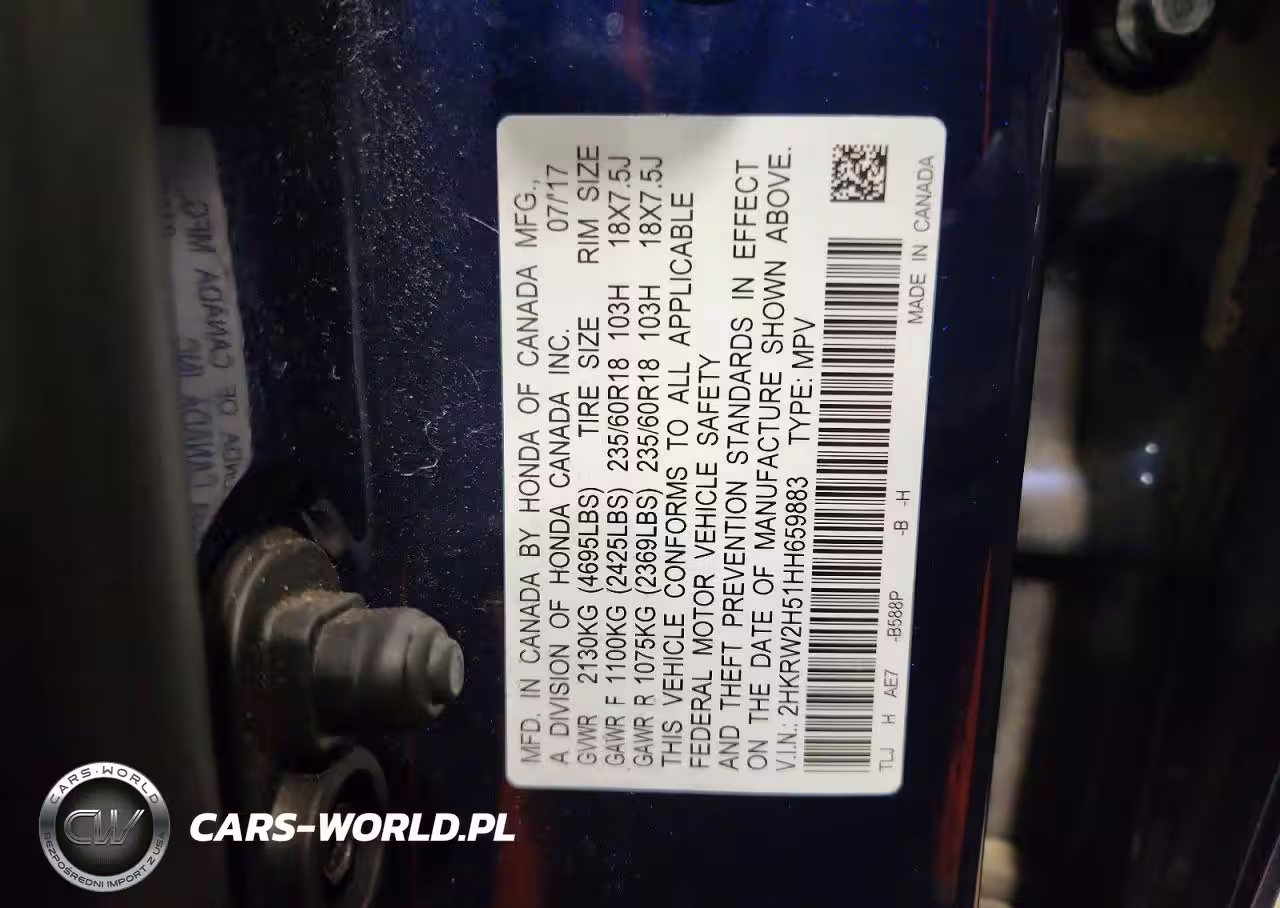 MFD. IN CANADA BY HONDA OF CANADA MFG.,
A DIVISION OF HONDA CANADA INC. 07/'17
GVWR 2130KG (4695LBS) TIRE SIZE RIM SIZE
GAWR F 1100KG (2425LBS) 235/60R18 103H 18X7.5J
GAWR R 1075KG (2369LBS) 235/60R18 103H 18X7.5J
THIS VEHICLE CONFORMS TO ALL APPLICABLE
FEDERAL MOTOR VEHICLE SAFETY
AND THEFT PREVENTION STANDARDS IN EFFECT
ON THE DATE OF MANUFACTURE SHOWN ABOVE.
V.I.N.: 2HKRW2H51HH659883 TYPE: MPV
TLJ H AE7 -B588P -B -H
MADE IN CANADA
CARS-WORLD
CW
BEZPOŚREDNI IMPORT Z USA
CARS-WORLD.PL